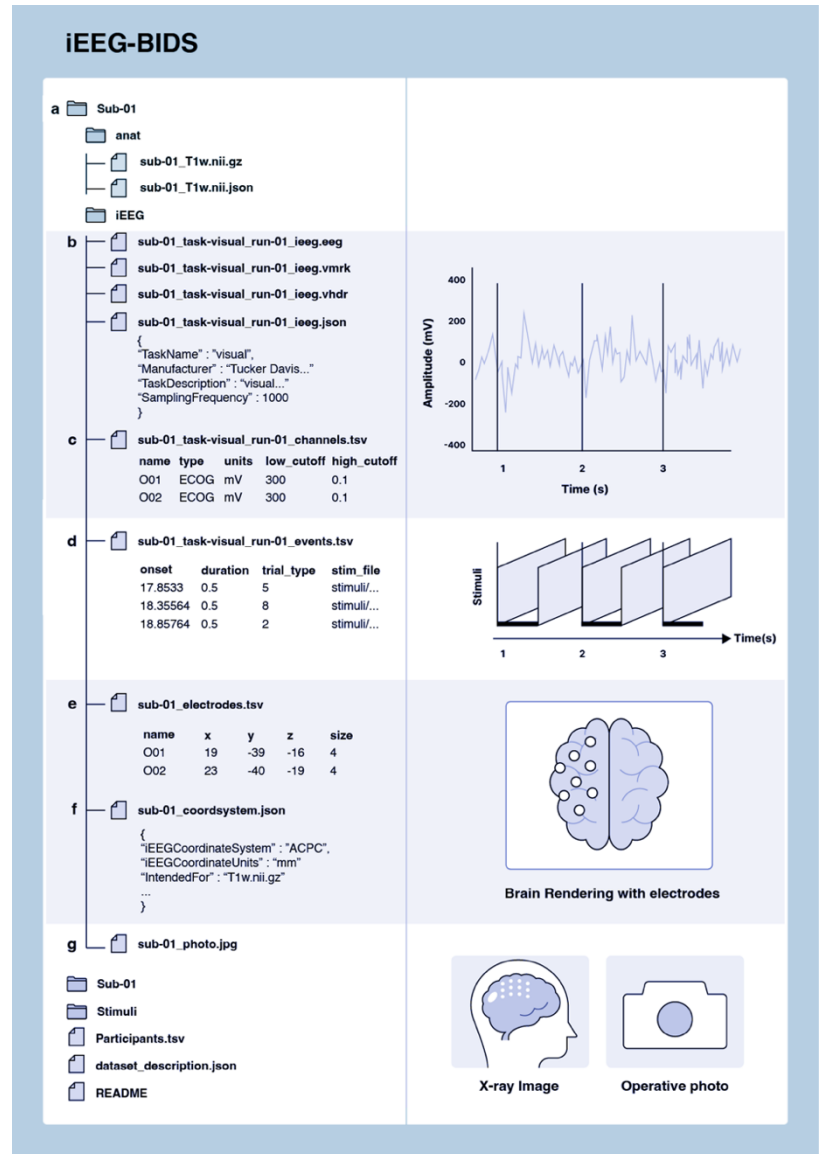 iEEG-BIDS
a Sub-01
anat
sub-01_T1w.nii.gz
sub-01_T1w.nii.json
iEEG
b sub-01_task-visual_run-01_ieeg.eeg
sub-01_task-visual_run-01_ieeg.vmrk
sub-01_task-visual_run-01_ieeg.vhdr
sub-01_task-visual_run-01_ieeg.json
{
“TaskName” : ”visual”,
“Manufacturer” : “Tucker Davis...”
“TaskDescription” : “visual...”
“SamplingFrequency” : 1000
}
c sub-01_task-visual_run-01_channels.tsv
name type units low_cutoff high_cutoff
O01 ECOG mV 300 0.1
O02 ECOG mV 300 0.1
400
200
0
-200
-400
Amplitude (mV)
1 2 3
Time (s)
d sub-01_task-visual_run-01_events.tsv
onset duration trial_type stim_file
17.8533 0.5 5 stimuli/...
18.35564 0.5 8 stimuli/...
18.85764 0.5 2 stimuli/...
Stimuli
Time(s)
1 2 3
e sub-01_electrodes.tsv
name x y z size
O01 19 -39 -16 4
O02 23 -40 -19 4
f sub-01_coordsystem.json
{
“iEEGCoordinateSystem” : ”ACPC”,
“iEEGCoordinateUnits” : “mm”
“IntendedFor” : “T1w.nii.gz”
...
}
Brain Rendering with electrodes
g sub-01_photo.jpg
Sub-01
Stimuli
Participants.tsv
dataset_description.json
README
X-ray Image
Operative photo